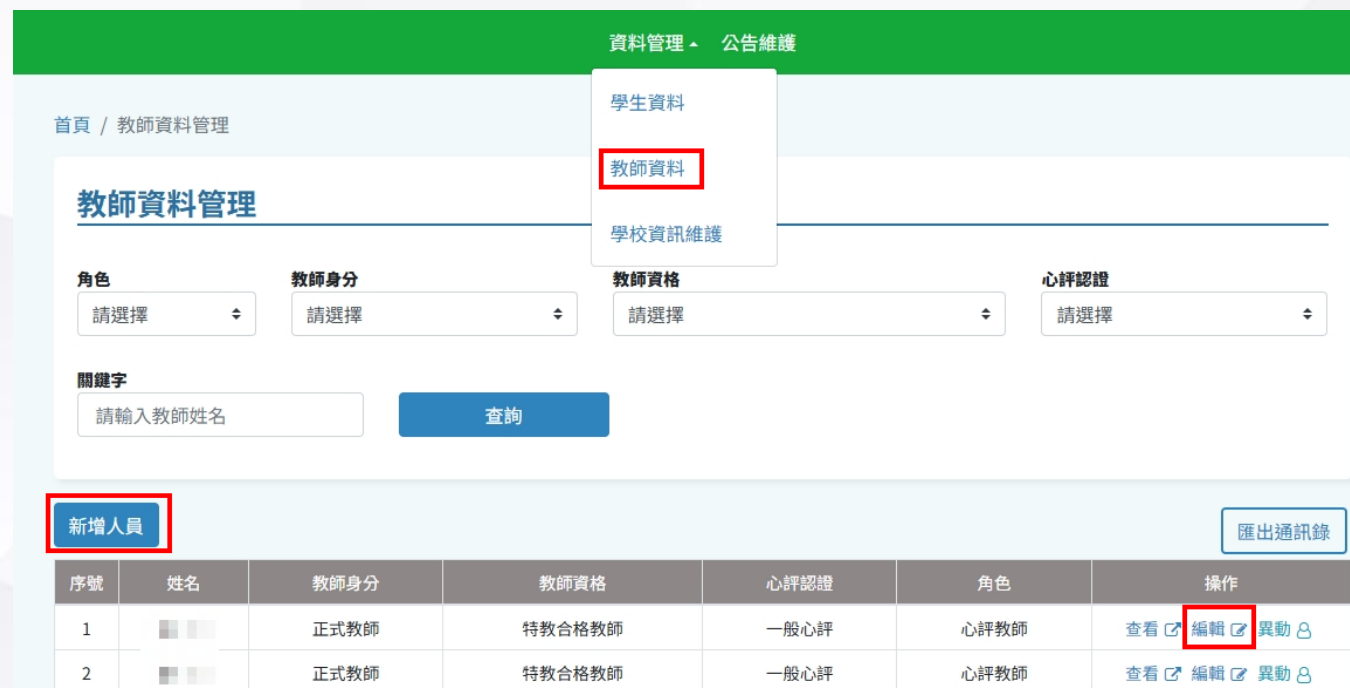 資料管理 公告維護
學生資料
首頁 / 教師資料管理
教師資料
教師資料管理
學校資訊維護
角色 教師身分 教師資格 心評認證
請選擇 請選擇 請選擇 請選擇
關鍵字
請輸入教師姓名 查詢
新增人員 匯出通訊錄
序號 姓名 教師身分 教師資格 心評認證 角色 操作
1 正式教師 特教合格教師 一般心評 心評教師 查看 編輯 異動
2 正式教師 特教合格教師 一般心評 心評教師 查看 編輯 異動